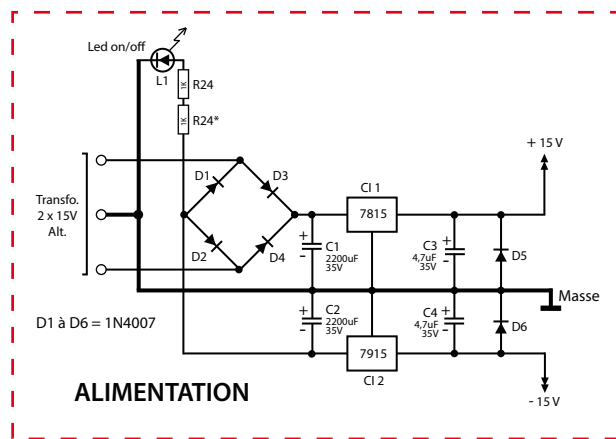 Led on/off
L1
1K
R24
1K
R24*
+ 15 V
D1
D3
CI 1
Transfo.
2 x 15V
Alt.
7815
D2
D4
+
-
C1
2200uF
35V
+
-
C3
4,7uF
35V
D5
Masse
D1 à D6 = 1N4007
+
-
C2
2200uF
35V
+
-
C4
4,7uF
35V
D6
7915
CI 2
ALIMENTATION
- 15 V